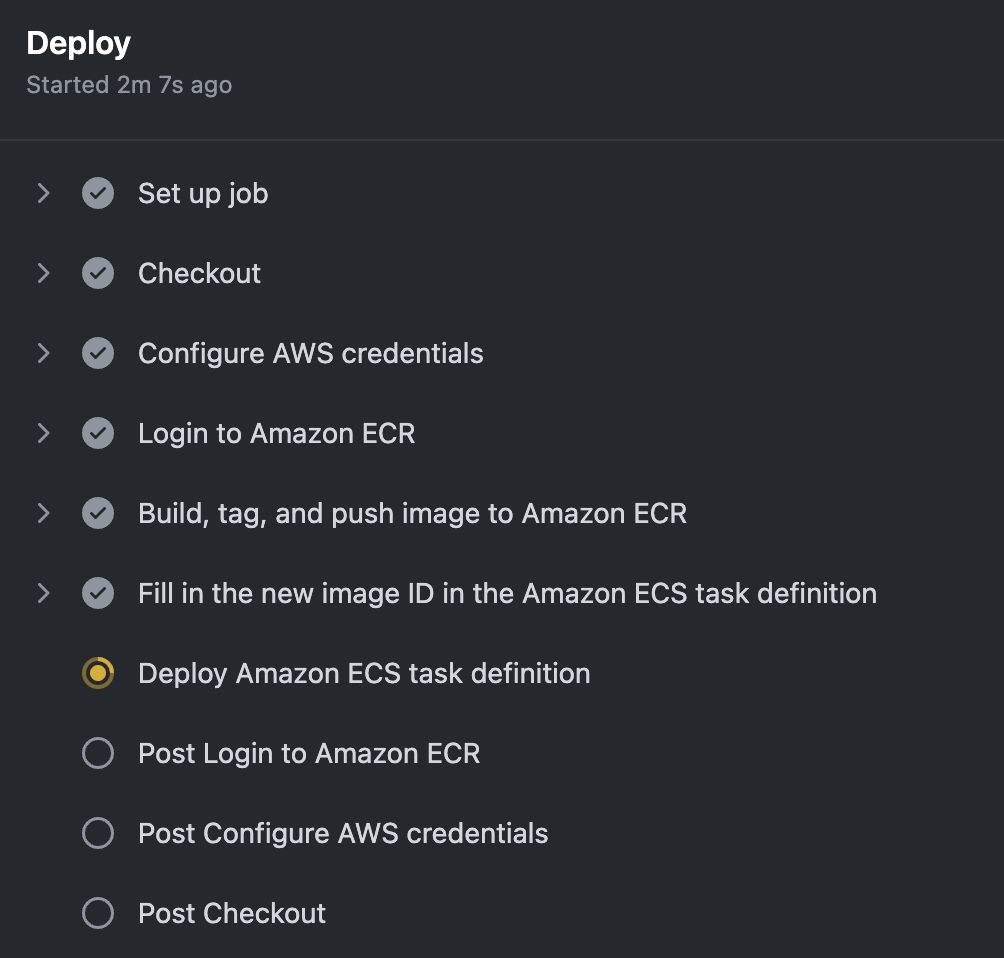 Deploy
Started 2m 7s ago
Set up job
Checkout
Configure AWS credentials
Login to Amazon ECR
Build, tag, and push image to Amazon ECR
Fill in the new image ID in the Amazon ECS task definition
Deploy Amazon ECS task definition
Post Login to Amazon ECR
Post Configure AWS credentials
Post Checkout